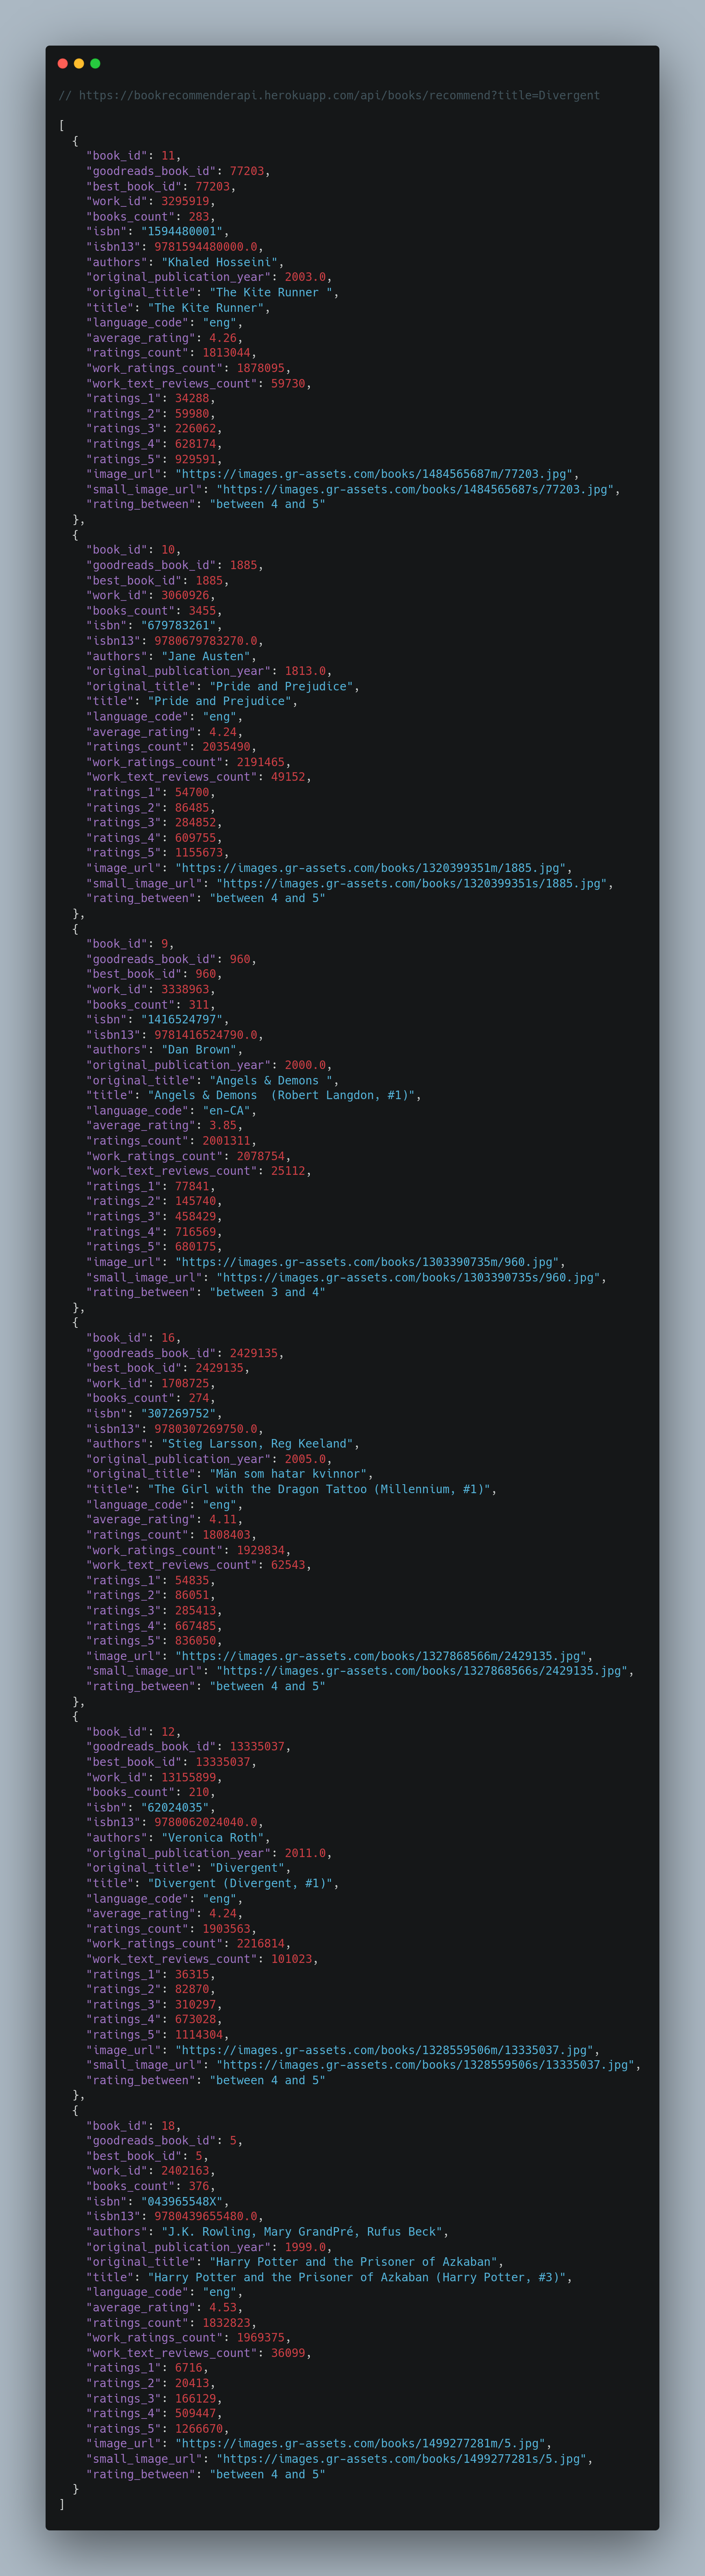 // https://bookrecommenderapi.herokuapp.com/api/books/recommend?title=Divergent
[
  {
    "book_id": 11,
    "goodreads_book_id": 77203,
    "best_book_id": 77203,
    "work_id": 3295919,
    "books_count": 283,
    "isbn": "1594480001",
    "isbn13": 9781594480000.0,
    "authors": "Khaled Hosseini",
    "original_publication_year": 2003.0,
    "original_title": "The Kite Runner ",
    "title": "The Kite Runner",
    "language_code": "eng",
    "average_rating": 4.26,
    "ratings_count": 1813044,
    "work_ratings_count": 1878095,
    "work_text_reviews_count": 59730,
    "ratings_1": 34288,
    "ratings_2": 59980,
    "ratings_3": 226062,
    "ratings_4": 628174,
    "ratings_5": 929591,
    "image_url": "https://images.gr-assets.com/books/1484565687m/77203.jpg",
    "small_image_url": "https://images.gr-assets.com/books/1484565687s/77203.jpg",
    "rating_between": "between 4 and 5"
  },
  {
    "book_id": 10,
    "goodreads_book_id": 1885,
    "best_book_id": 1885,
    "work_id": 3060926,
    "books_count": 3455,
    "isbn": "679783261",
    "isbn13": 9780679783270.0,
    "authors": "Jane Austen",
    "original_publication_year": 1813.0,
    "original_title": "Pride and Prejudice",
    "title": "Pride and Prejudice",
    "language_code": "eng",
    "average_rating": 4.24,
    "ratings_count": 2035490,
    "work_ratings_count": 2191465,
    "work_text_reviews_count": 49152,
    "ratings_1": 54700,
    "ratings_2": 86485,
    "ratings_3": 284852,
    "ratings_4": 609755,
    "ratings_5": 1155673,
    "image_url": "https://images.gr-assets.com/books/1320399351m/1885.jpg",
    "small_image_url": "https://images.gr-assets.com/books/1320399351s/1885.jpg",
    "rating_between": "between 4 and 5"
  },
  {
    "book_id": 9,
    "goodreads_book_id": 960,
    "best_book_id": 960,
    "work_id": 3338963,
    "books_count": 311,
    "isbn": "1416524797",
    "isbn13": 9781416524790.0,
    "authors": "Dan Brown",
    "original_publication_year": 2000.0,
    "original_title": "Angels & Demons ",
    "title": "Angels & Demons  (Robert Langdon, #1)",
    "language_code": "en-CA",
    "average_rating": 3.85,
    "ratings_count": 2001311,
    "work_ratings_count": 2078754,
    "work_text_reviews_count": 25112,
    "ratings_1": 77841,
    "ratings_2": 145740,
    "ratings_3": 458429,
    "ratings_4": 716569,
    "ratings_5": 680175,
    "image_url": "https://images.gr-assets.com/books/1303390735m/960.jpg",
    "small_image_url": "https://images.gr-assets.com/books/1303390735s/960.jpg",
    "rating_between": "between 3 and 4"
  },
  {
    "book_id": 16,
    "goodreads_book_id": 2429135,
    "best_book_id": 2429135,
    "work_id": 1708725,
    "books_count": 274,
    "isbn": "307269752",
    "isbn13": 9780307269750.0,
    "authors": "Stieg Larsson, Reg Keeland",
    "original_publication_year": 2005.0,
    "original_title": "Män som hatar kvinnor",
    "title": "The Girl with the Dragon Tattoo (Millennium, #1)",
    "language_code": "eng",
    "average_rating": 4.11,
    "ratings_count": 1808403,
    "work_ratings_count": 1929834,
    "work_text_reviews_count": 62543,
    "ratings_1": 54835,
    "ratings_2": 86051,
    "ratings_3": 285413,
    "ratings_4": 667485,
    "ratings_5": 836050,
    "image_url": "https://images.gr-assets.com/books/1327868566m/2429135.jpg",
    "small_image_url": "https://images.gr-assets.com/books/1327868566s/2429135.jpg",
    "rating_between": "between 4 and 5"
  },
  {
    "book_id": 12,
    "goodreads_book_id": 13335037,
    "best_book_id": 13335037,
    "work_id": 13155899,
    "books_count": 210,
    "isbn": "62024035",
    "isbn13": 9780062024040.0,
    "authors": "Veronica Roth",
    "original_publication_year": 2011.0,
    "original_title": "Divergent",
    "title": "Divergent (Divergent, #1)",
    "language_code": "eng",
    "average_rating": 4.24,
    "ratings_count": 1903563,
    "work_ratings_count": 2216814,
    "work_text_reviews_count": 101023,
    "ratings_1": 36315,
    "ratings_2": 82870,
    "ratings_3": 310297,
    "ratings_4": 673028,
    "ratings_5": 1114304,
    "image_url": "https://images.gr-assets.com/books/1328559506m/13335037.jpg",
    "small_image_url": "https://images.gr-assets.com/books/1328559506s/13335037.jpg",
    "rating_between": "between 4 and 5"
  },
  {
    "book_id": 18,
    "goodreads_book_id": 5,
    "best_book_id": 5,
    "work_id": 2402163,
    "books_count": 376,
    "isbn": "043965548X",
    "isbn13": 9780439655480.0,
    "authors": "J.K. Rowling, Mary GrandPré, Rufus Beck",
    "original_publication_year": 1999.0,
    "original_title": "Harry Potter and the Prisoner of Azkaban",
    "title": "Harry Potter and the Prisoner of Azkaban (Harry Potter, #3)",
    "language_code": "eng",
    "average_rating": 4.53,
    "ratings_count": 1832823,
    "work_ratings_count": 1969375,
    "work_text_reviews_count": 36099,
    "ratings_1": 6716,
    "ratings_2": 20413,
    "ratings_3": 166129,
    "ratings_4": 509447,
    "ratings_5": 1266670,
    "image_url": "https://images.gr-assets.com/books/1499277281m/5.jpg",
    "small_image_url": "https://images.gr-assets.com/books/1499277281s/5.jpg",
    "rating_between": "between 4 and 5"
  }
]